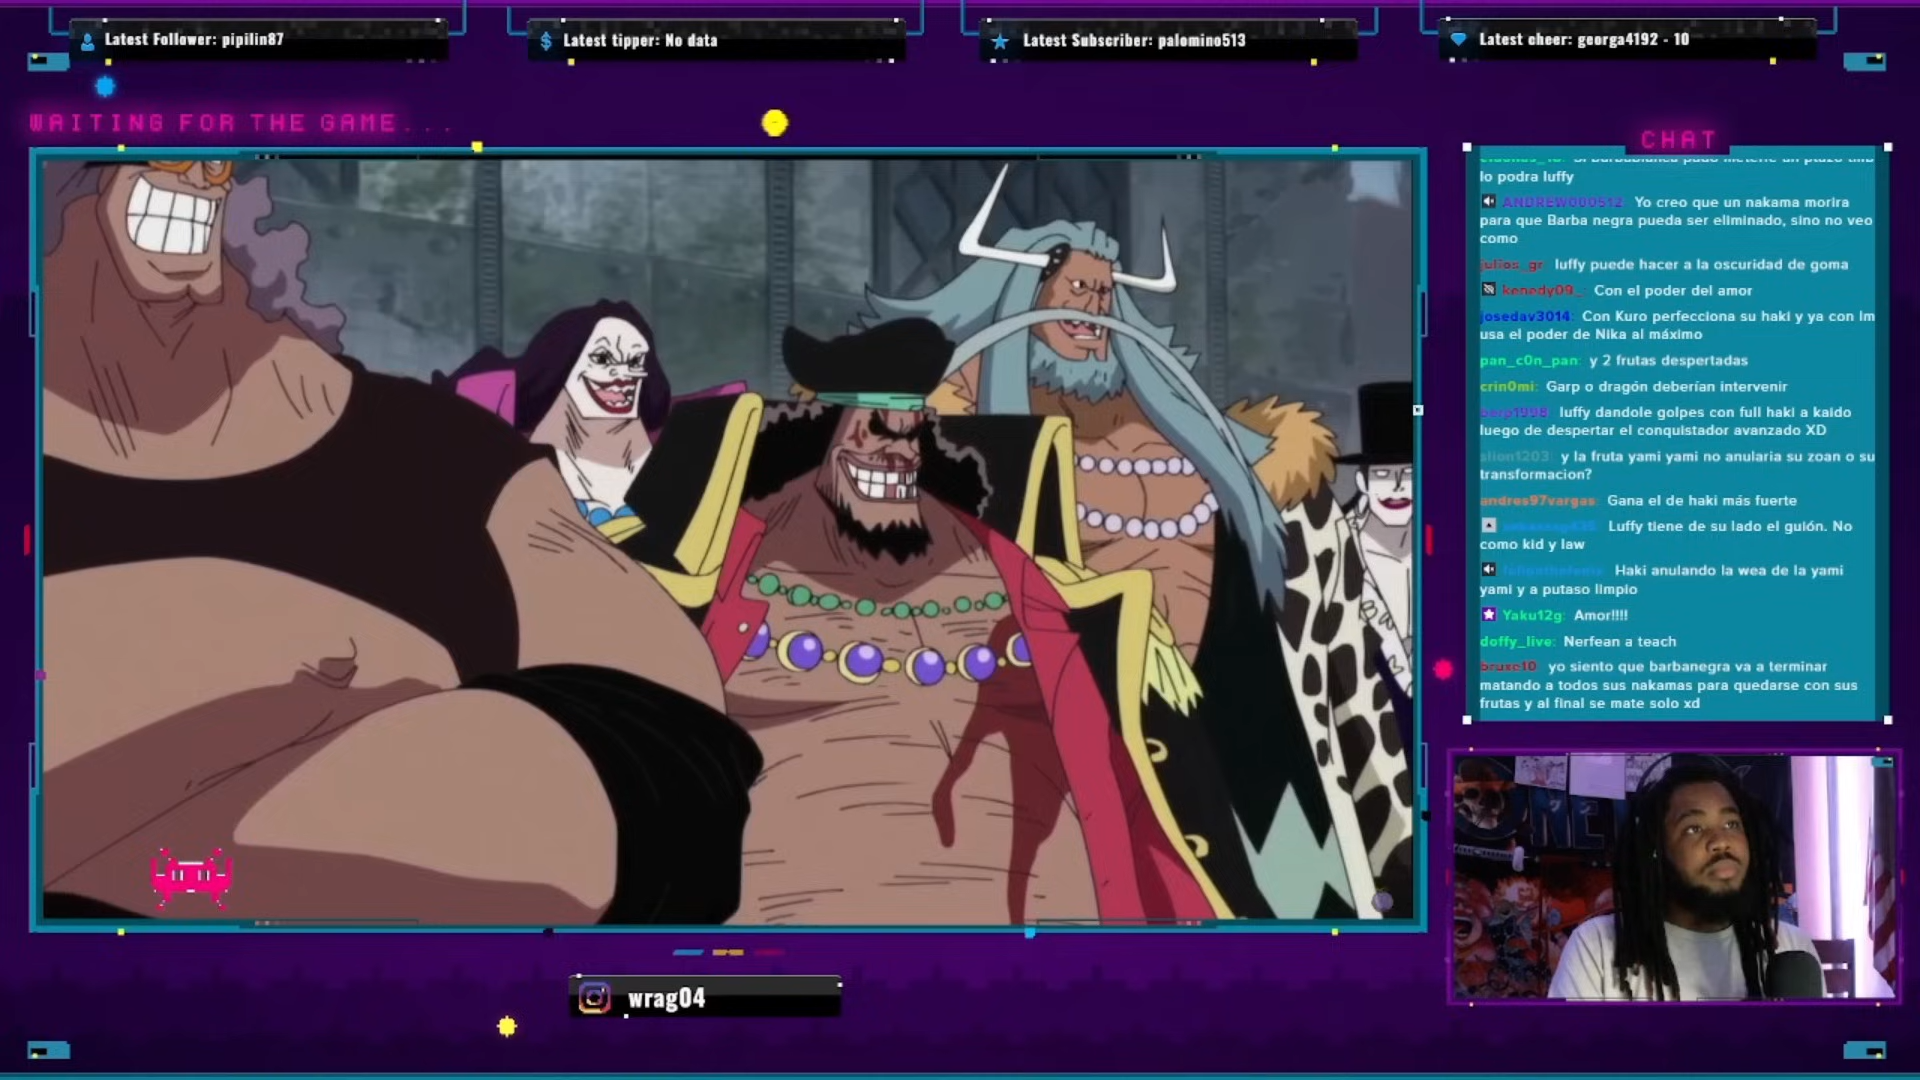 Latest Follower: pipilin87
Latest tipper: No data
Latest Subscriber: palomino513
Latest cheer: georga4192 - 10
WAITING FOR THE GAME...
CHAT
lo podra luffy
ANDREW000512 Yo creo que un nakama morira
para que Barba negra pueda ser eliminado, sino no veo
como
julios_gr: luffy puede hacer a la oscuridad de goma
kenedy09_: Con el poder del amor
josedav3014: Con Kuro perfecciona su haki y ya con Im
usa el poder de Nika al máximo
pan_c0n_pan: y 2 frutas despertadas
crin0mi: Garp o dragón deberían intervenir
luffy dandole golpes con full haki a kaido
luego de despertar el conquistador avanzado XD
slion1203: y la fruta yami yami no anularia su zoan o su
transformacion?
andres97vargas: Gana el de haki más fuerte
Luffy tiene de su lado el guión. No
como kid y law
Haki anulando la wea de la yami
yami y a putaso limpio
Yaku12g: Amor!!!!
doffy_live: Nerfean a teach
bruxe10 yo siento que barbanegra va a terminar
matando a todos sus nakamas para quedarse con sus
frutas y al final se mate solo xd
ONE
wrag04